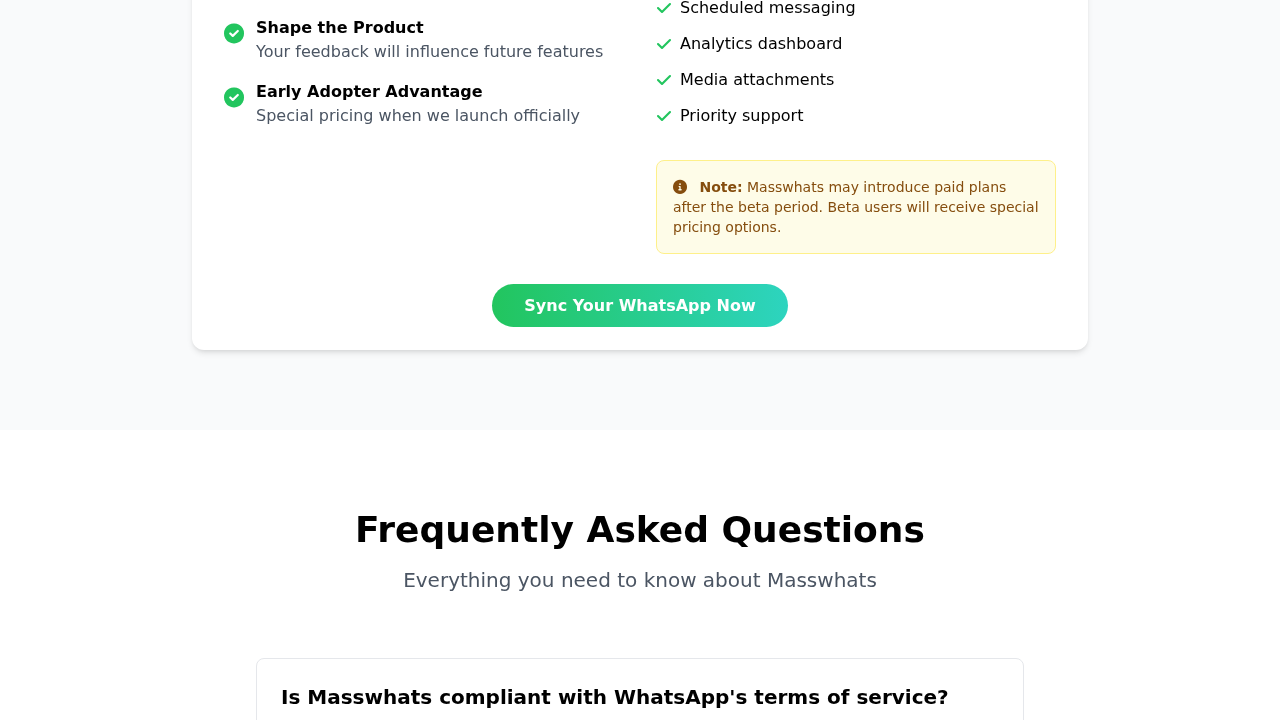 Shape the Product
Your feedback will influence future features
Early Adopter Advantage
Special pricing when we launch officially
Scheduled messaging
Analytics dashboard
Media attachments
Priority support
Note: Masswhats may introduce paid plans
after the beta period. Beta users will receive special
pricing options.
Sync Your WhatsApp Now
Frequently Asked Questions
Everything you need to know about Masswhats
Is Masswhats compliant with WhatsApp's terms of service?